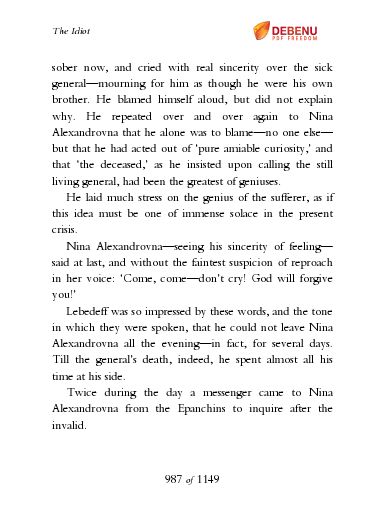 The Idiot
DEBENU
PDF FREEDOM
sober now, and cried with real sincerity over the sick
general—mourning for him as though he were his own
brother. He blamed himself aloud, but did not explain
why. He repeated over and over again to Nina
Alexandrovna that he alone was to blame—no one else—
but that he had acted out of ‘pure amiable curiosity,’ and
that ‘the deceased,’ as he insisted upon calling the still
living general, had been the greatest of geniuses.
He laid much stress on the genius of the sufferer, as if
this idea must be one of immense solace in the present
crisis.
Nina Alexandrovna—seeing his sincerity of feeling—
said at last, and without the faintest suspicion of reproach
in her voice: ‘Come, come—don’t cry! God will forgive
you!’
Lebedeff was so impressed by these words, and the tone
in which they were spoken, that he could not leave Nina
Alexandrovna all the evening—in fact, for several days.
Till the general’s death, indeed, he spent almost all his
time at his side.
Twice during the day a messenger came to Nina
Alexandrovna from the Epanchins to inquire after the
invalid.
987 of 1149